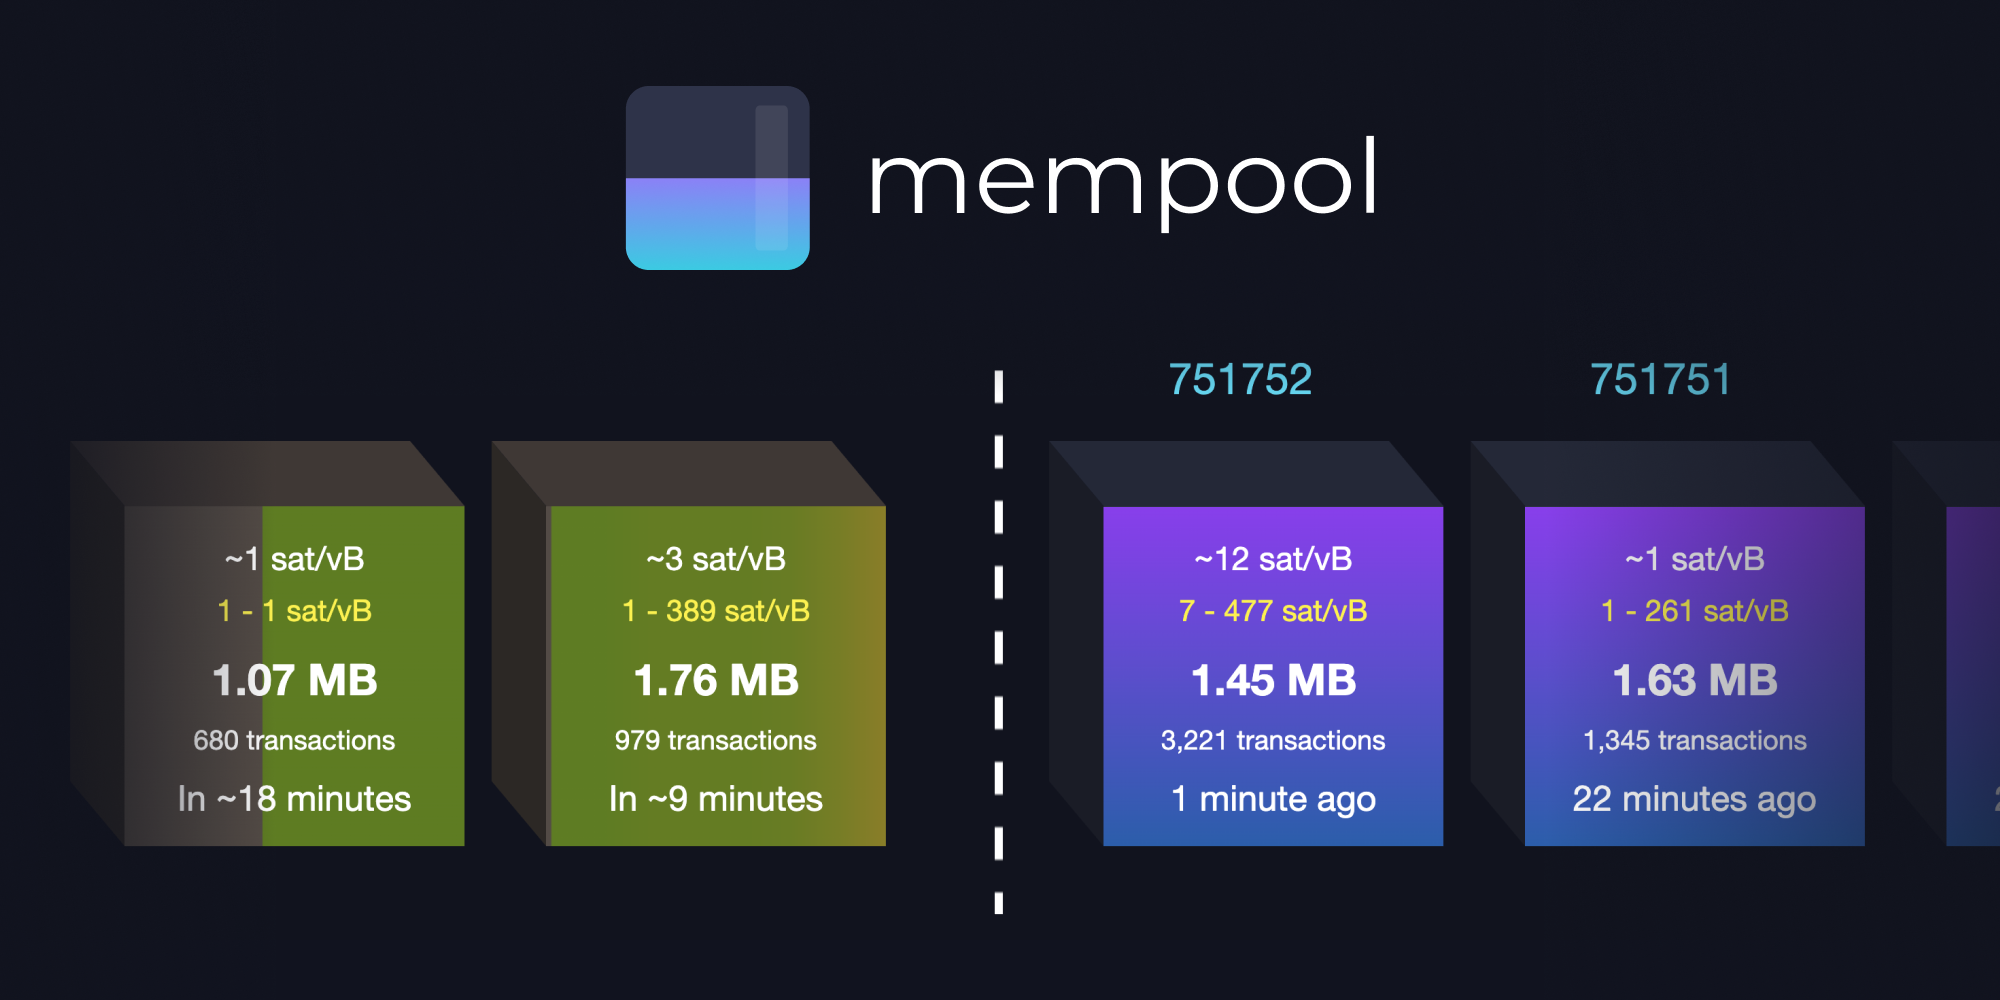 mempool
751752
751751
~1 sat/vB
1 - 1 sat/vB
1.07 MB
680 transactions
In ~18 minutes
~3 sat/vB
1 - 389 sat/vB
1.76 MB
979 transactions
In ~9 minutes
~12 sat/vB
7 - 477 sat/vB
1.45 MB
3,221 transactions
1 minute ago
~1 sat/vB
1 - 261 sat/vB
1.63 MB
1,345 transactions
22 minutes ago